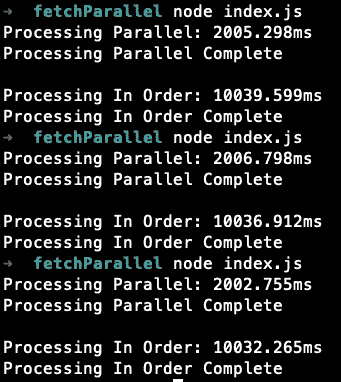 → fetchParallel node index.js
Processing Parallel: 2005.298ms
Processing Parallel Complete

Processing In Order: 10039.599ms
Processing In Order Complete
→ fetchParallel node index.js
Processing Parallel: 2006.798ms
Processing Parallel Complete

Processing In Order: 10036.912ms
Processing In Order Complete
→ fetchParallel node index.js
Processing Parallel: 2002.755ms
Processing Parallel Complete

Processing In Order: 10032.265ms
Processing In Order Complete